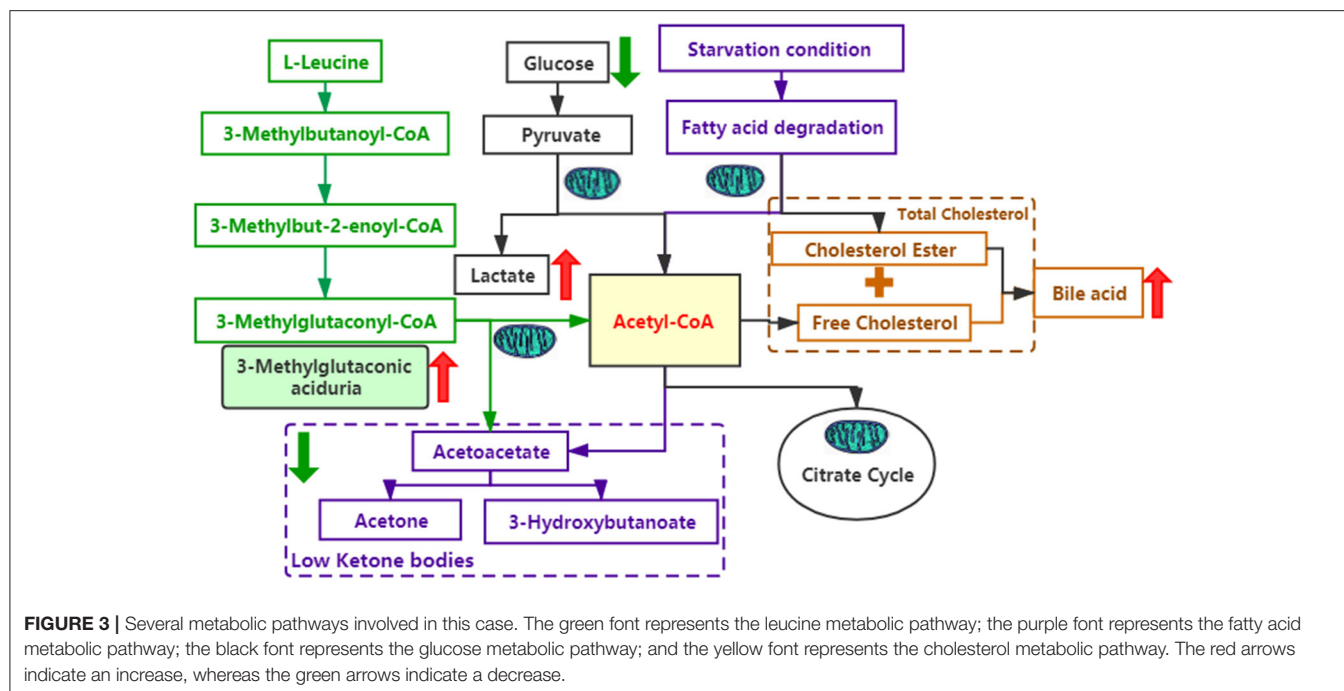 L-Leucine
Glucose
Starvation condition
3-Methylbutanoyl-CoA
Pyruvate
Fatty acid degradation
3-Methylbut-2-enoyl-CoA
Total Cholesterol
Cholesterol Ester
Lactate
Bile acid
3-Methylglutaconyl-CoA
Acetyl-CoA
Free Cholesterol
3-Methylglutaconic
aciduria
Acetoacetate
Citrate Cycle
Acetone
3-Hydroxybutanoate
Low Ketone bodies
FIGURE 3 | Several metabolic pathways involved in this case. The green font represents the leucine metabolic pathway; the purple font represents the fatty acid
metabolic pathway; the black font represents the glucose metabolic pathway; and the yellow font represents the cholesterol metabolic pathway. The red arrows
indicate an increase, whereas the green arrows indicate a decrease.